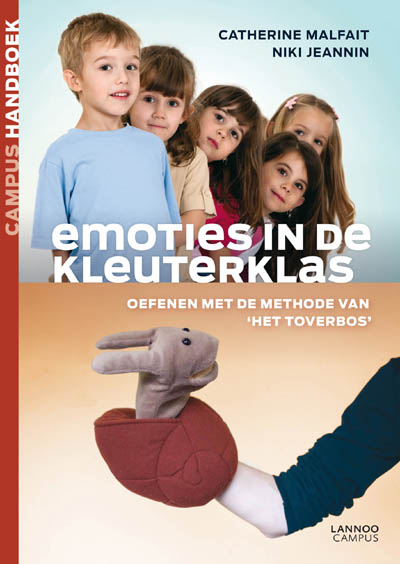 CAMPUS HANDBOEK
CATHERINE MALFAIT
NIKI JEANNIN
emoties in de
kleuterklas
OEFENEN MET DE METHODE VAN
‘HET TOVERBOS’
LANNOO
CAMPUS